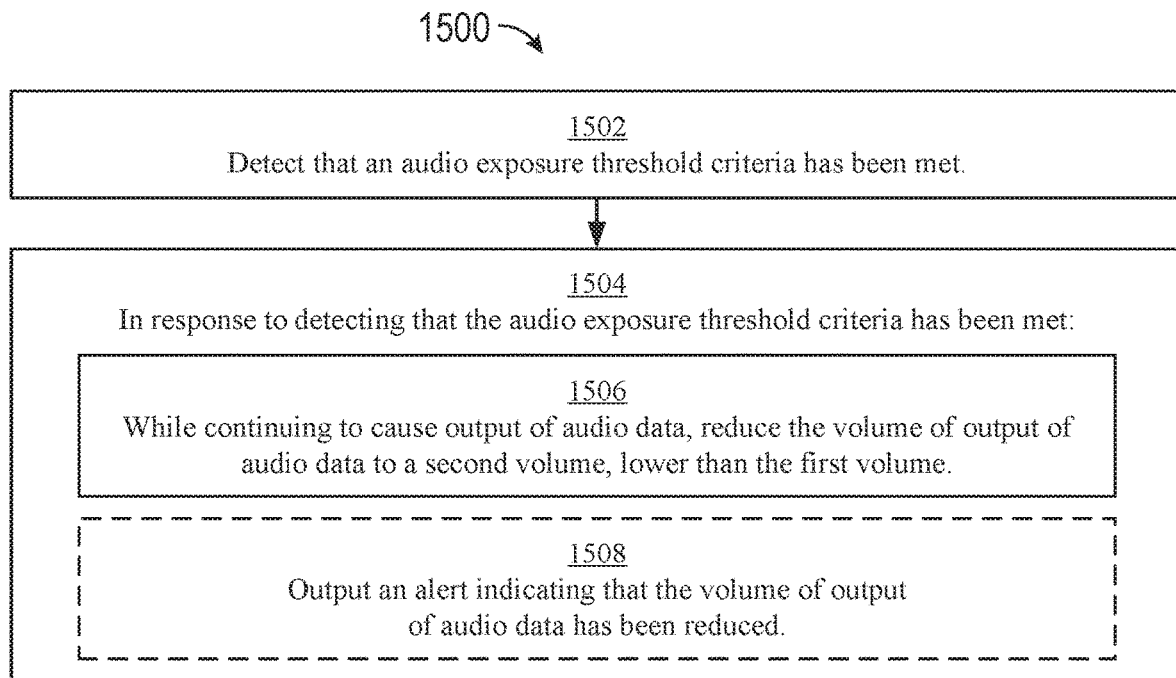 1500
1502
Detect that an audio exposure threshold criteria has been met.
1504
In response to detecting that the audio exposure threshold criteria has been met:
1506
While continuing to cause output of audio data, reduce the volume of output of
audio data to a second volume, lower than the first volume.
1508
Output an alert indicating that the volume of output
of audio data has been reduced.